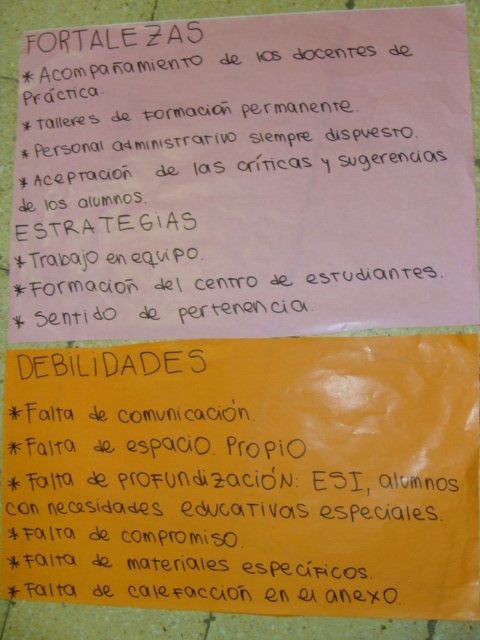 FORTALEZAS
* Acompañamiento de los docentes de
Práctica.
* Talleres de Formación permanente.
* Personal administrativo siempre dispuesto.
* Aceptación de las críticas y sugerencias
de los alumnos.
ESTRATEGIAS
* Trabajo en equipo.
* Formación del centro de estudiantes.
* Sentido de pertenencia.
DEBILIDADES
* Falta de comunicación.
* Falta de espacio. Propio
* Falta de profundización: ESI, alumnos
con necesidades educativas especiales.
* Falta de compromiso.
* Falta de materiales específicos.
* Falta de calefacción en el anexo.